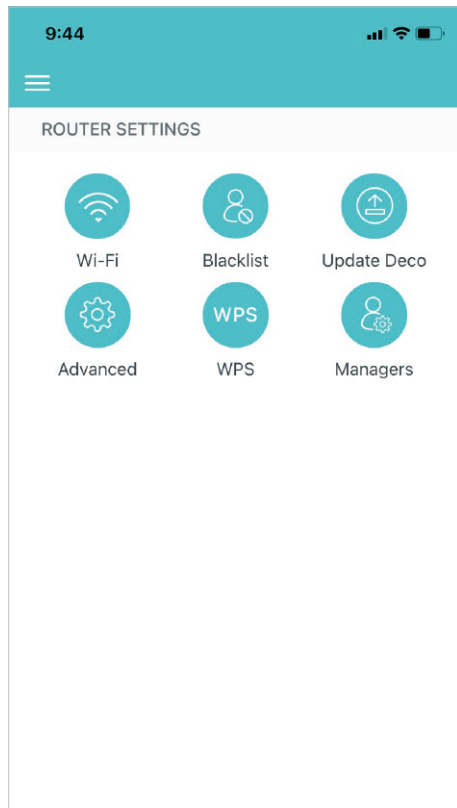 9:44
ROUTER SETTINGS
Wi-Fi Blacklist Update Deco
WPS
Advanced WPS Managers